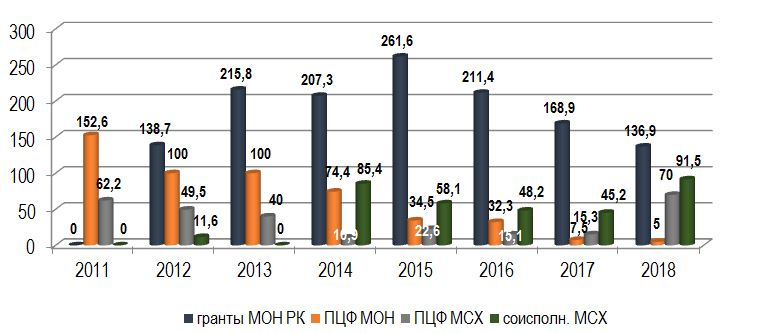 300
250
200
150
100
50
0
0 152,6 62,2 0
138,7 100 49,5 11,6
215,8 100 40 0
207,3 74,4 16,9 85,4
261,6 34,5 22,6 58,1
211,4 32,3 15,1 48,2
168,9 7,5 15,3 45,2
136,9 5 70 91,5
2011 2012 2013 2014 2015 2016 2017 2018
гранты МОН РК ПЦФ МОН ПЦФ МСХ соисполн. МСХ